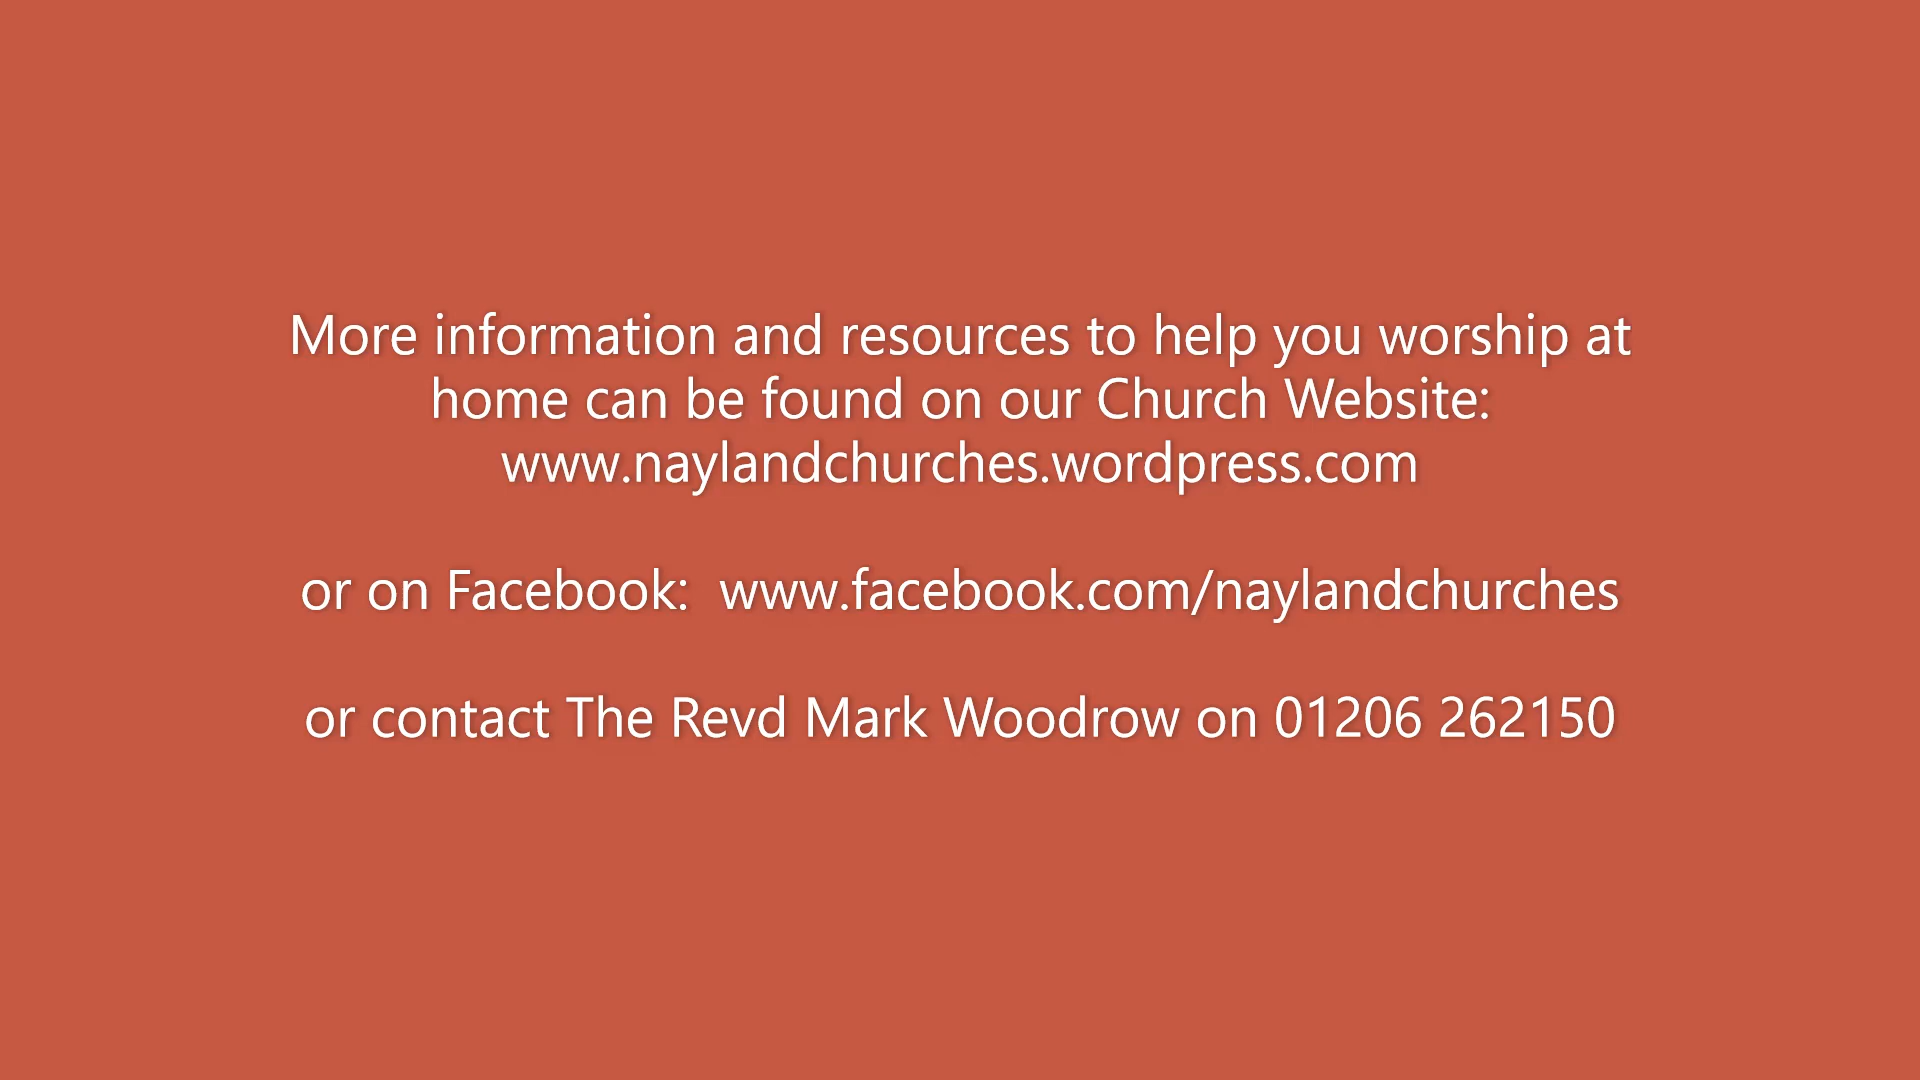 More information and resources to help you worship at
home can be found on our Church Website:
www.naylandchurches.wordpress.com
or on Facebook:  www.facebook.com/naylandchurches
or contact The Revd Mark Woodrow on 01206 262150